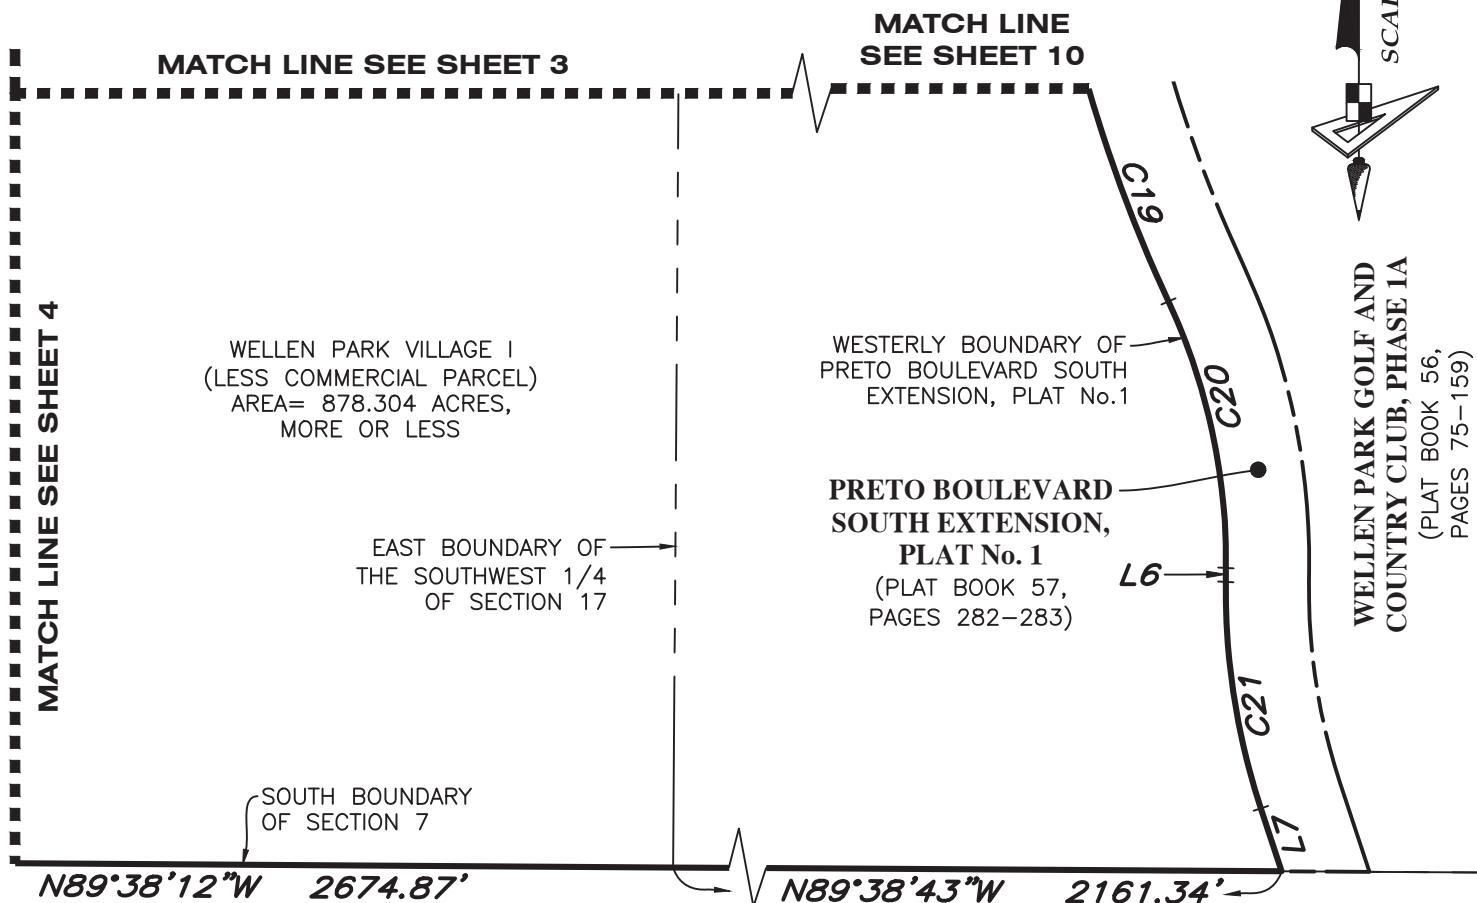 MATCH LINE SEE SHEET 3
MATCH LINE
SEE SHEET 10
MATCH LINE SEE SHEET 4
WELLEN PARK VILLAGE I
(LESS COMMERCIAL PARCEL)
AREA= 878.304 ACRES,
MORE OR LESS
EAST BOUNDARY OF
THE SOUTHWEST 1/4
OF SECTION 17
SOUTH BOUNDARY
OF SECTION 7
WESTERLY BOUNDARY OF
PRETO BOULEVARD SOUTH
EXTENSION, PLAT No.1
PRETO BOULEVARD
SOUTH EXTENSION,
PLAT No. 1
(PLAT BOOK 57,
PAGES 282-283)
C19
C20
L6
C21
L7
WELLEN PARK GOLF AND
COUNTRY CLUB, PHASE 1A
(PLAT BOOK 56,
PAGES 75-159)
N89°38'12"W 2674.87'
N89°38'43"W 2161.34'